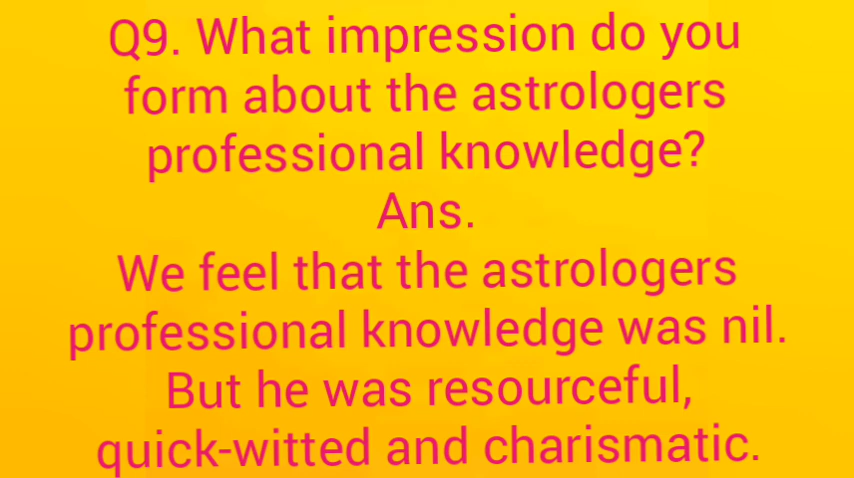 Q9. What impression do you
form about the astrologers
professional knowledge?
Ans.
We feel that the astrologers
professional knowledge was nil.
But he was resourceful,
quick-witted and charismatic.